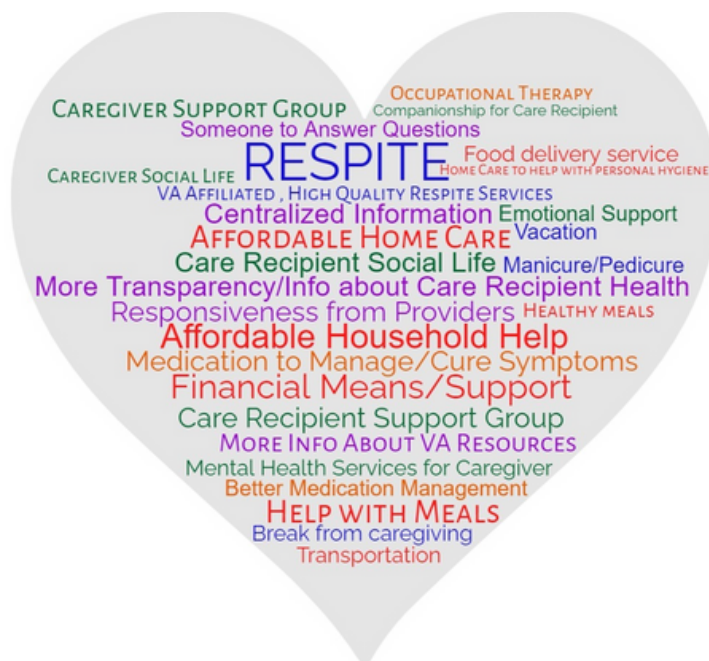 OCCUPATIONAL THERAPY
CAREGIVER SUPPORT GROUP
Companionship for Care Recipient
Someone to Answer Questions
RESPITE
Food delivery service
CAREGIVER SOCIAL LIFE
HOME CARE TO HELP WITH PERSONAL HYGIENE
VA AFFILIATED , HIGH QUALITY RESPITE SERVICES
Centralized Information
Emotional Support
AFFORDABLE HOME CARE
Vacation
Care Recipient Social Life
Manicure/Pedicure
More Transparency/Info about Care Recipient Health
Responsiveness from Providers
HEALTHY MEALS
Affordable Household Help
Medication to Manage/Cure Symptoms
Financial Means/Support
Care Recipient Support Group
MORE INFO ABOUT VA RESOURCES
Mental Health Services for Caregiver
Better Medication Management
HELP WITH MEALS
Break from caregiving
Transportation